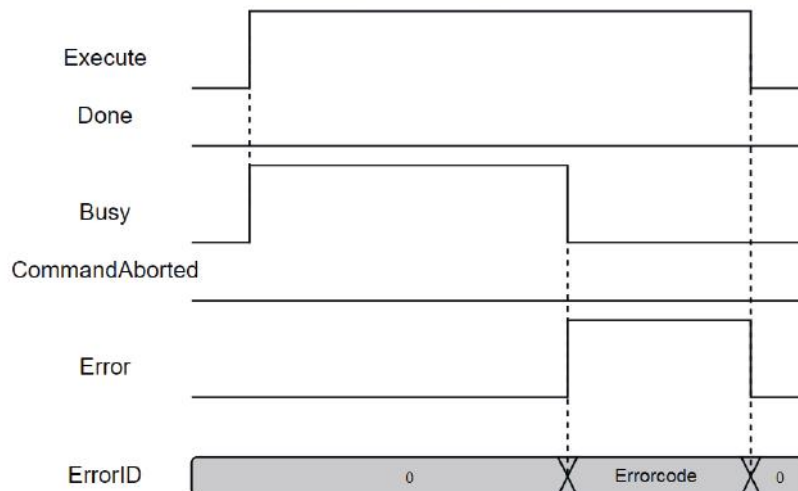 Execute
Done
Busy
CommandAborted
Error
ErrorID 0 Errorcode 0